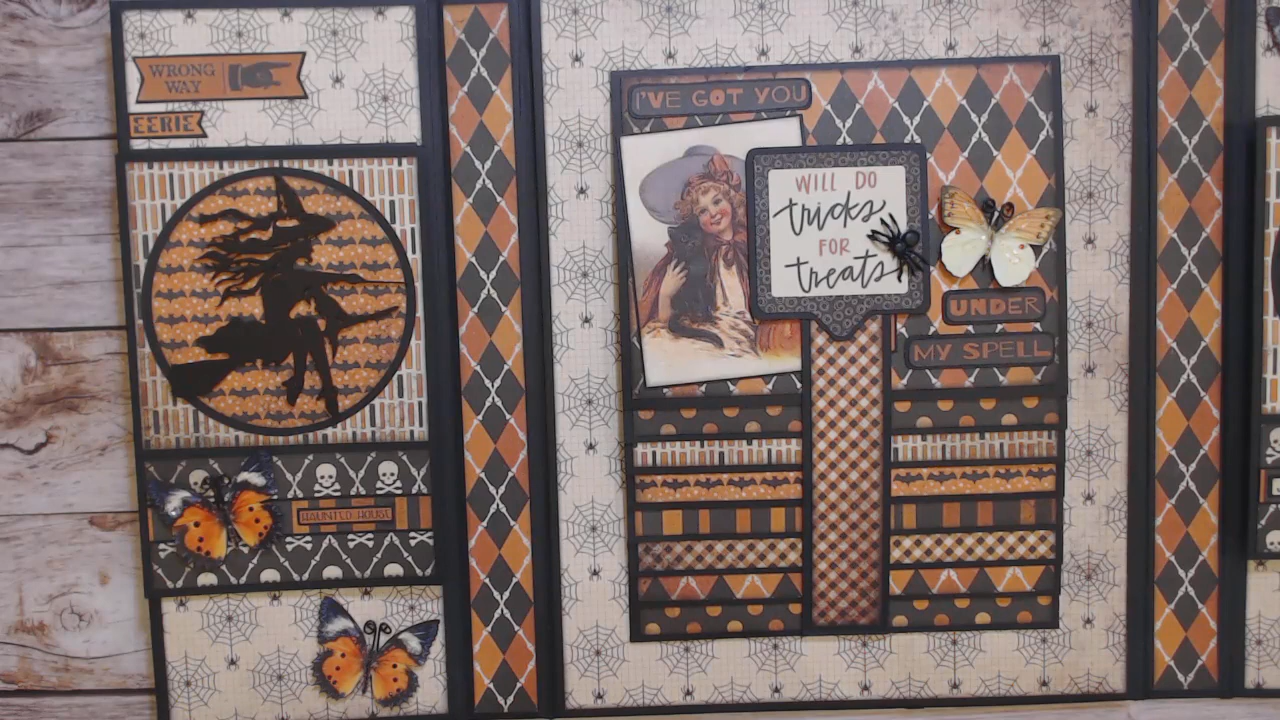 WRONG
WAY
EERIE
HAUNTED HOUSE
I'VE GOT YOU
WILL DO
tricks
FOR
treats
UNDER
MY SPELL